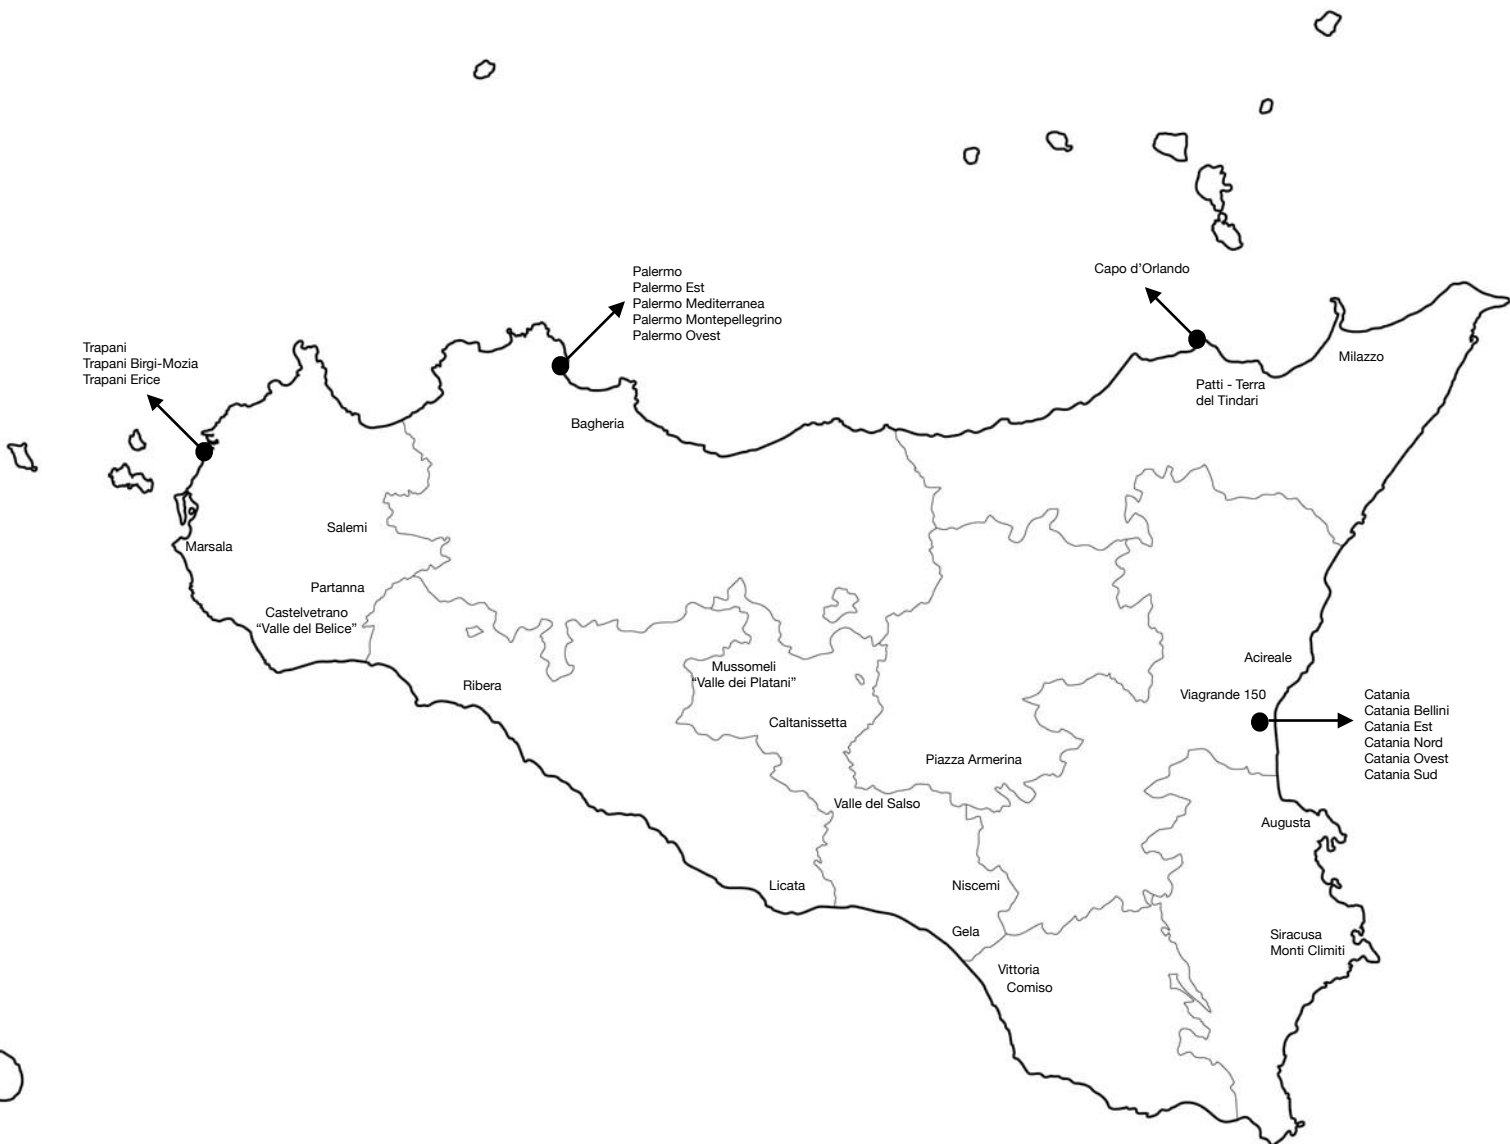 Palermo
Palermo Est
Palermo Mediterranea
Palermo Montepellegrino
Palermo Ovest
Capo d'Orlando
Trapani
Trapani Birgi-Mozia
Trapani Erice
Milazzo
Patti - Terra
del Tindari
Bagheria
Salemi
Marsala
Partanna
Castelvetrano
“Valle del Belice”
Ribera
Mussomeli
“Valle dei Platani”
Caltanissetta
Acireale
Viagrande 150
Catania
Catania Bellini
Catania Est
Catania Nord
Catania Ovest
Catania Sud
Piazza Armerina
Valle del Salso
Augusta
Licata
Niscemi
Gela
Siracusa
Monti Climiti
Vittoria
Comiso